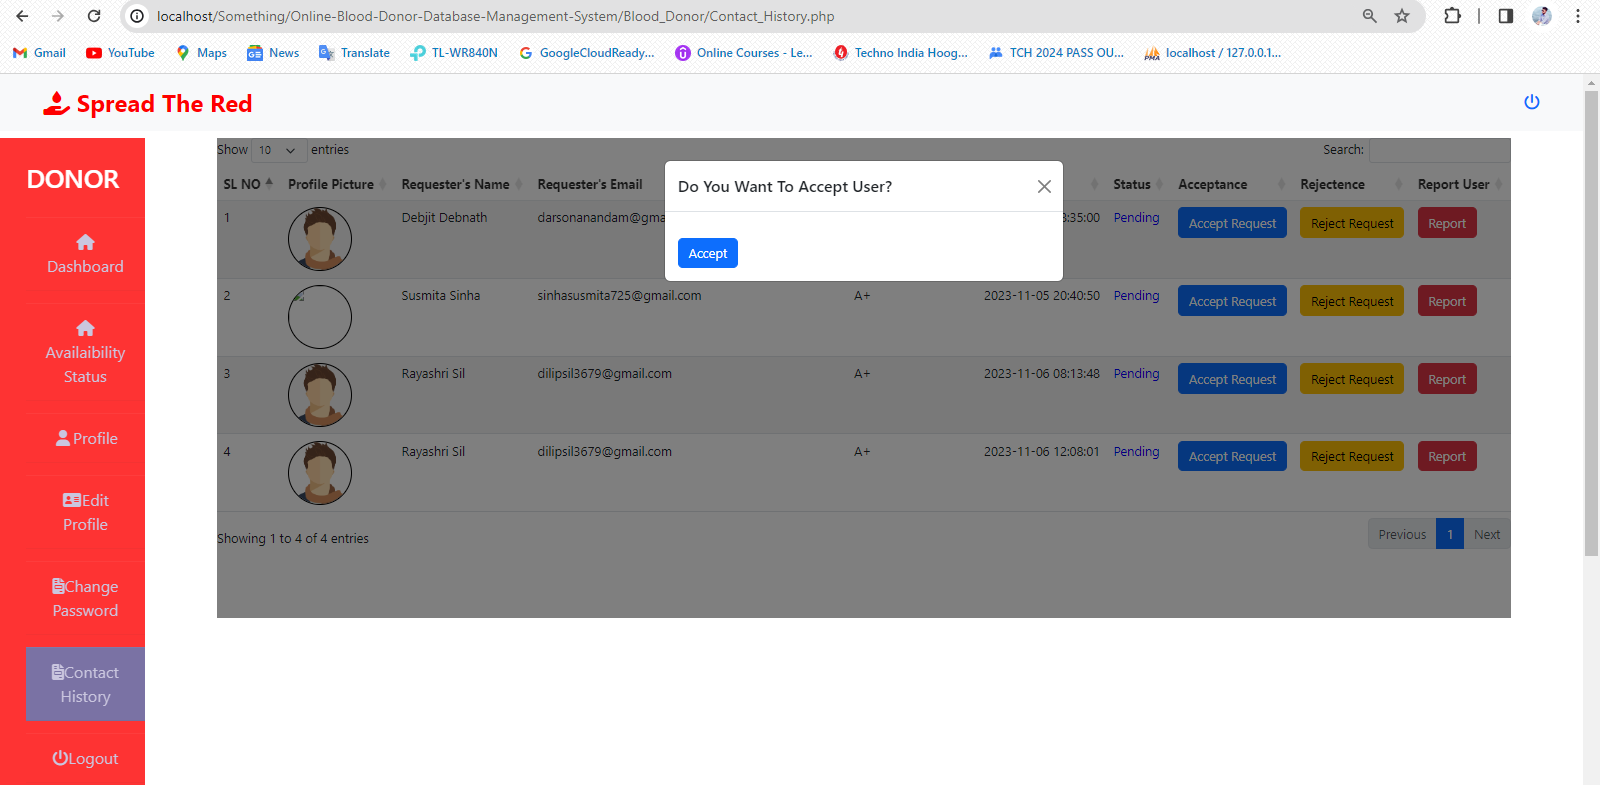 localhost/Something/Online-Blood-Donor-Database-Management-System/Blood_Donor/Contact_History.php
Gmail YouTube Maps News Translate TL-WR840N GoogleCloudReady... Online Courses - Le... Techno India Hoog... TCH 2024 PASS OU... localhost / 127.0.0.1...
Spread The Red
DONOR
Dashboard
Availaibility
Status
Profile
Edit
Profile
Change
Password
Contact
History
Logout
Show 10 entries Search:
SL NO Profile Picture Requester's Name Requester's Email Status Acceptance Rejectence Report User
1 Debjit Debnath darsonanandam@gma 3:35:00 Pending Accept Request Reject Request Report
2 Susmita Sinha sinhasusmita725@gmail.com A+ 2023-11-05 20:40:50 Pending Accept Request Reject Request Report
3 Rayashri Sil dilipsil3679@gmail.com A+ 2023-11-06 08:13:48 Pending Accept Request Reject Request Report
4 Rayashri Sil dilipsil3679@gmail.com A+ 2023-11-06 12:08:01 Pending Accept Request Reject Request Report
Showing 1 to 4 of 4 entries Previous 1 Next
Do You Want To Accept User?
Accept